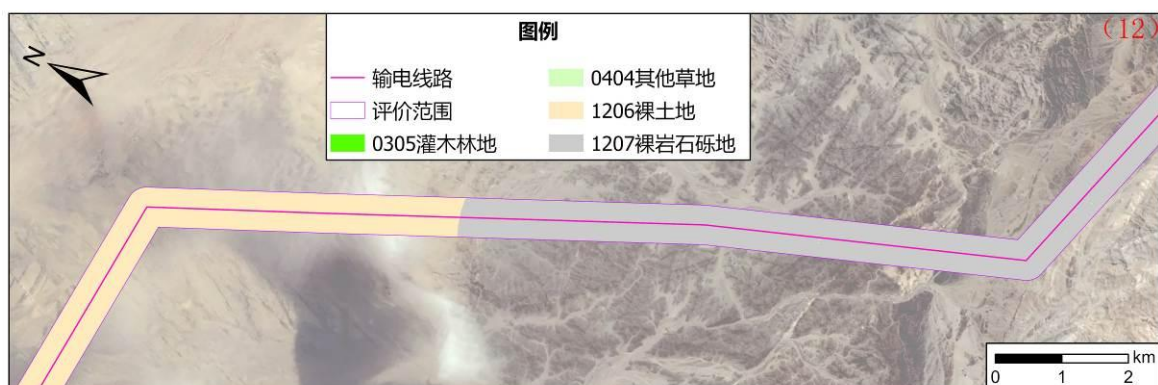 图例
（12）
N
输电线路
0404其他草地
评价范围
1206裸土地
0305灌木林地
1207裸岩石砾地
km
0 1 2